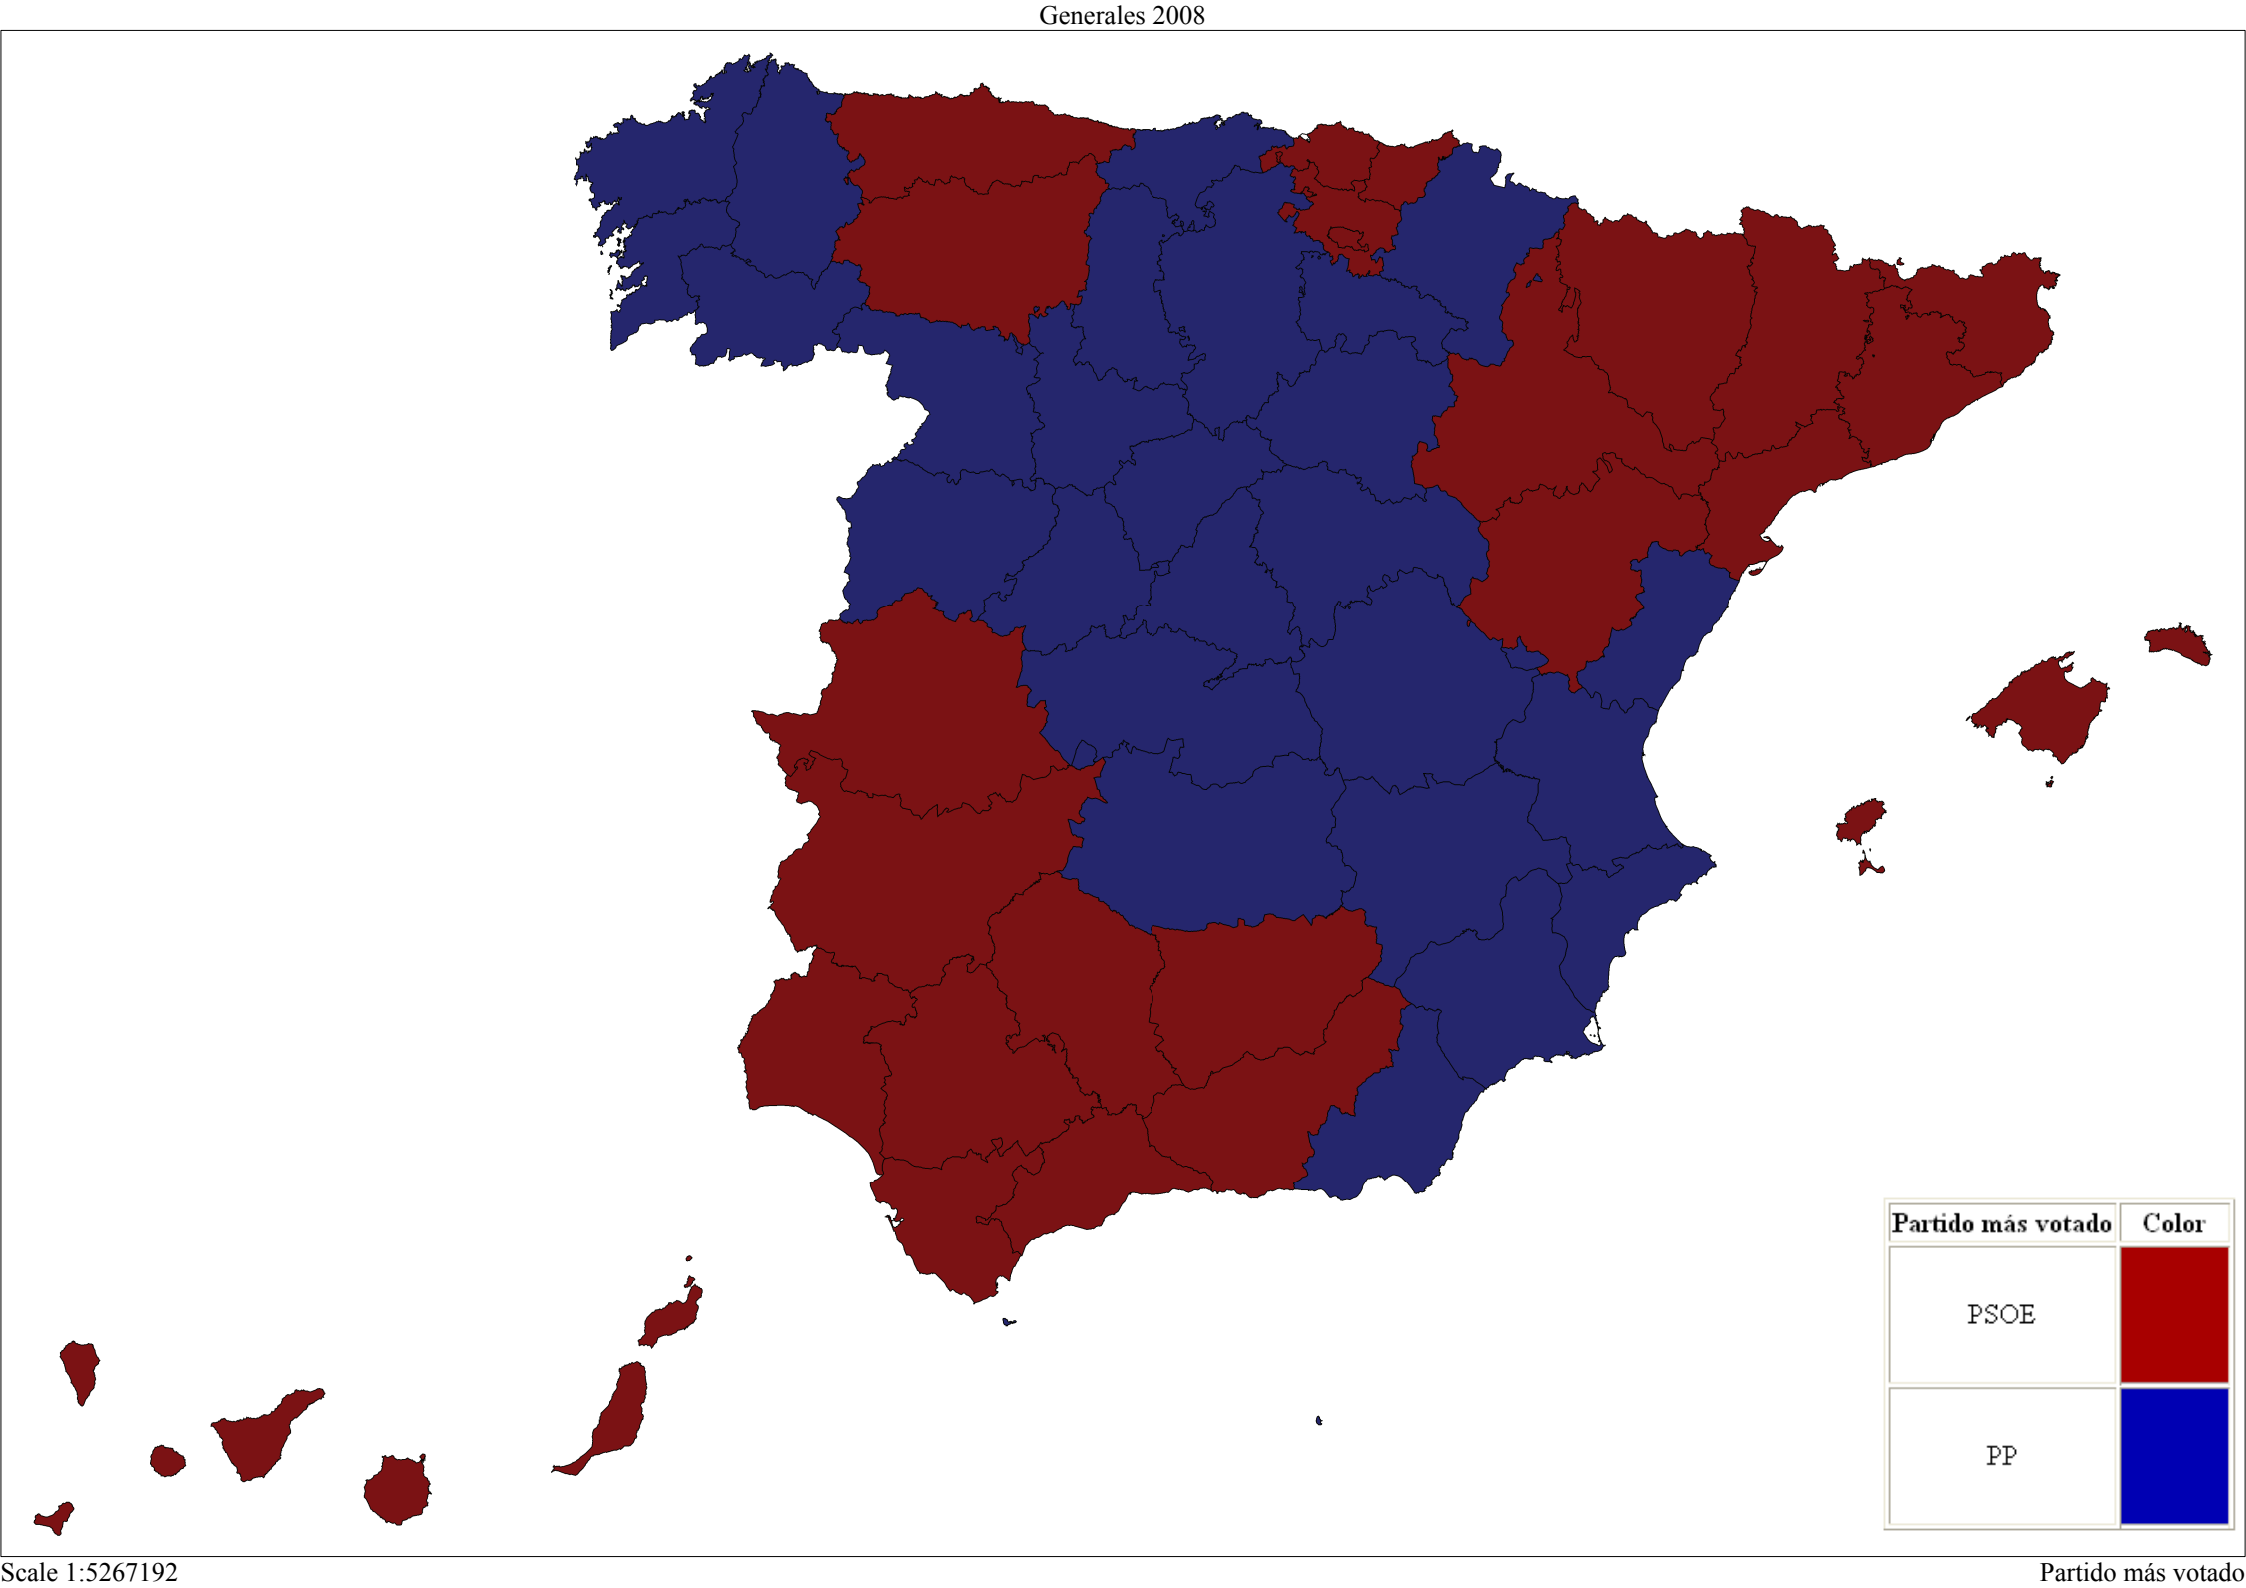 Generales 2008
Partido más votado Color
PSOE
PP
Scale 1:5267192
Partido más votado